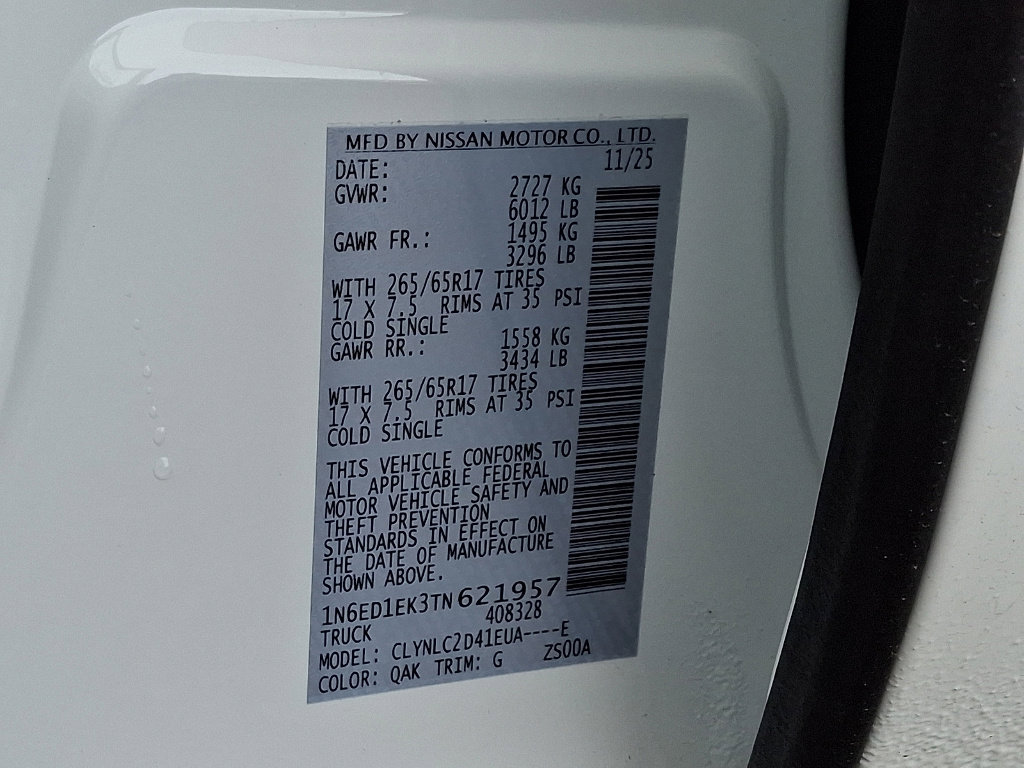 MFD BY NISSAN MOTOR CO., LTD.
DATE: 11/25
GVWR: 2727 KG
6012 LB
GAWR FR.: 1495 KG
3296 LB
WITH 265/65R17 TIRES
17 X 7.5 RIMS AT 35 PSI
COLD SINGLE
GAWR RR.: 1558 KG
3434 LB
WITH 265/65R17 TIRES
17 X 7.5 RIMS AT 35 PSI
COLD SINGLE
THIS VEHICLE CONFORMS TO
ALL APPLICABLE FEDERAL
MOTOR VEHICLE SAFETY AND
THEFT PREVENTION
STANDARDS IN EFFECT ON
THE DATE OF MANUFACTURE
SHOWN ABOVE.
1N6ED1EK3TN621957
TRUCK 408328
MODEL: CLYNLC2D41EUA----E
COLOR: QAK TRIM: G ZS00A